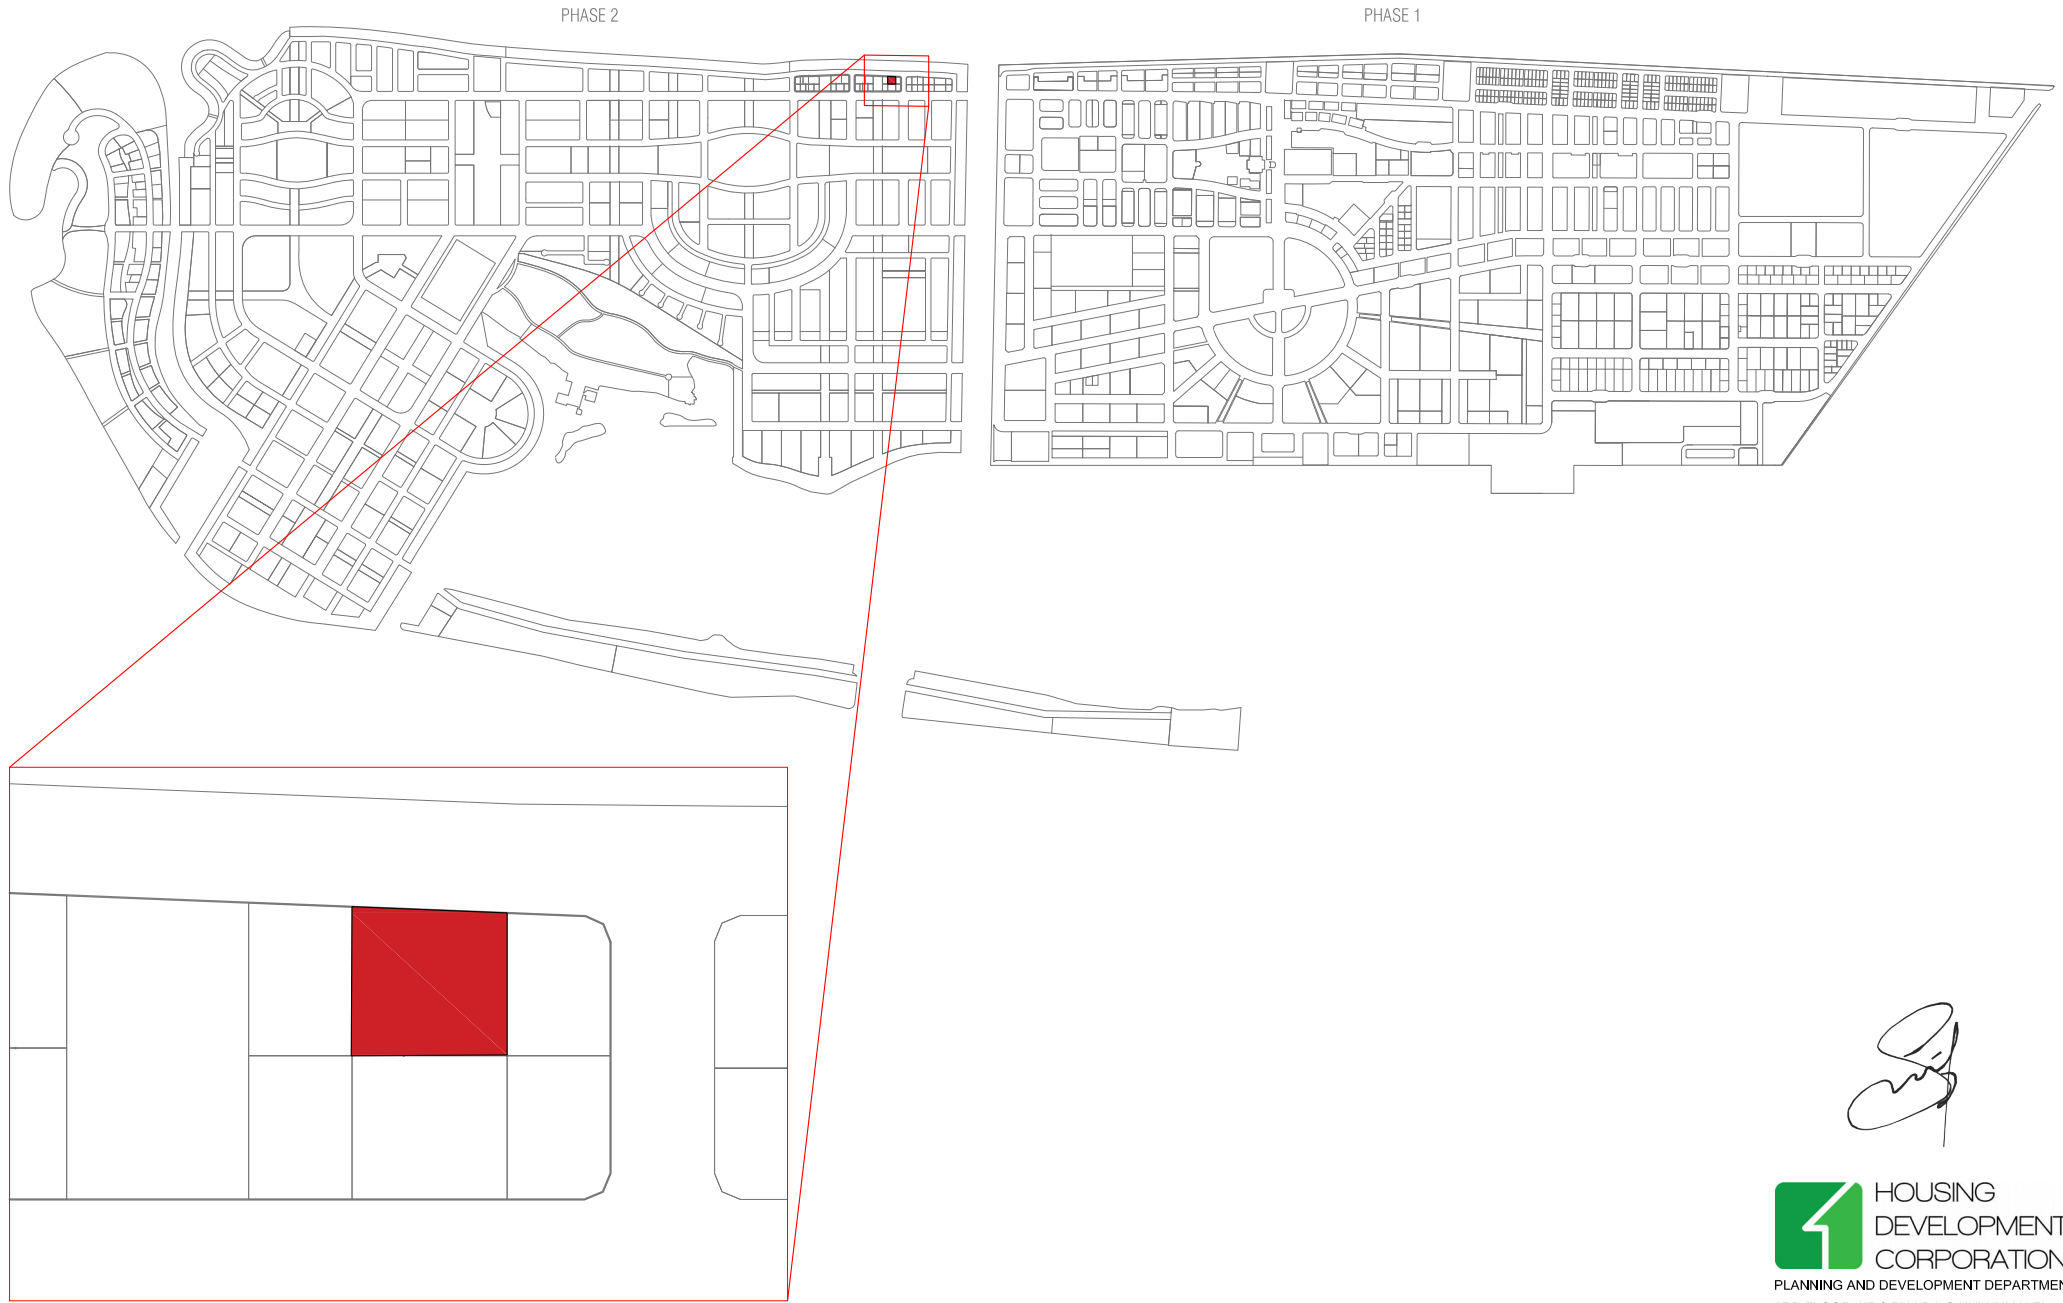 PHASE 2
PHASE 1
HOUSING
DEVELOPMENT
CORPORATION
PLANNING AND DEVELOPMENT DEPARTMEN